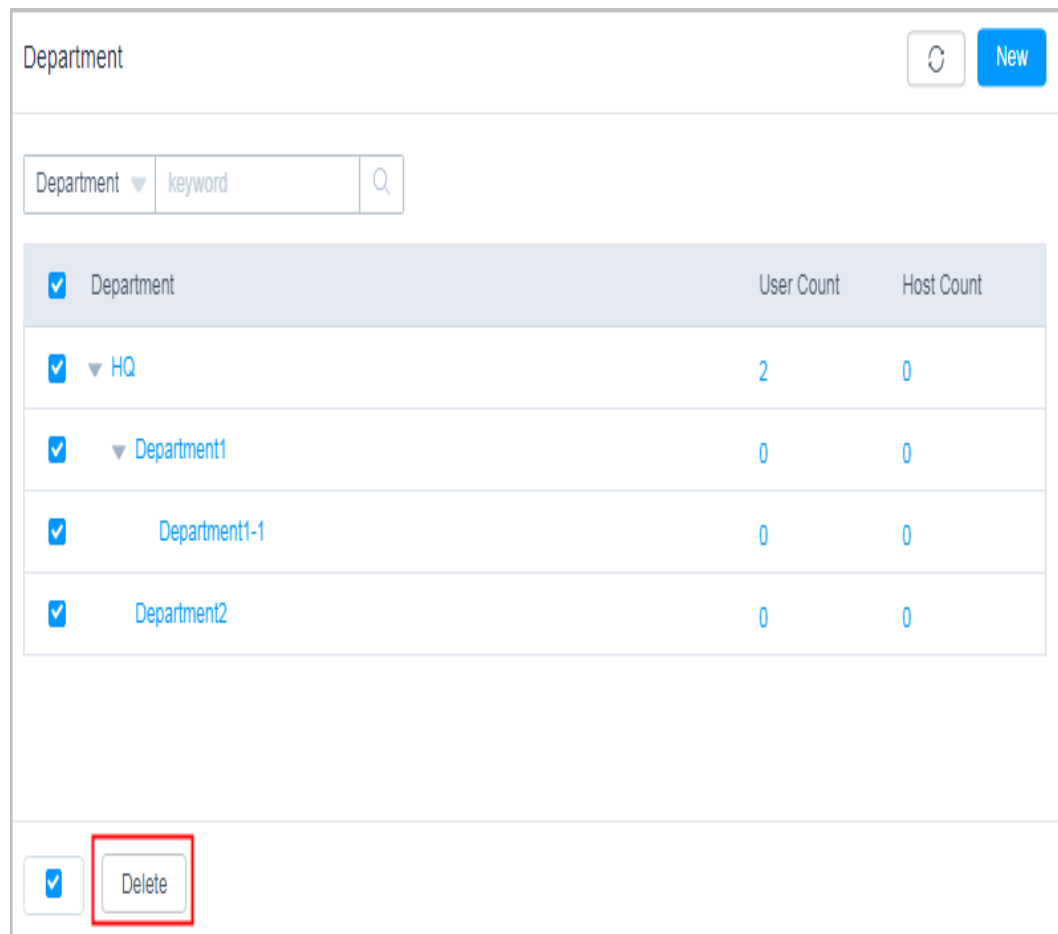 Department
New
Department keyword
Department User Count Host Count
HQ 2 0
Department1 0 0
Department1-1 0 0
Department2 0 0
Delete